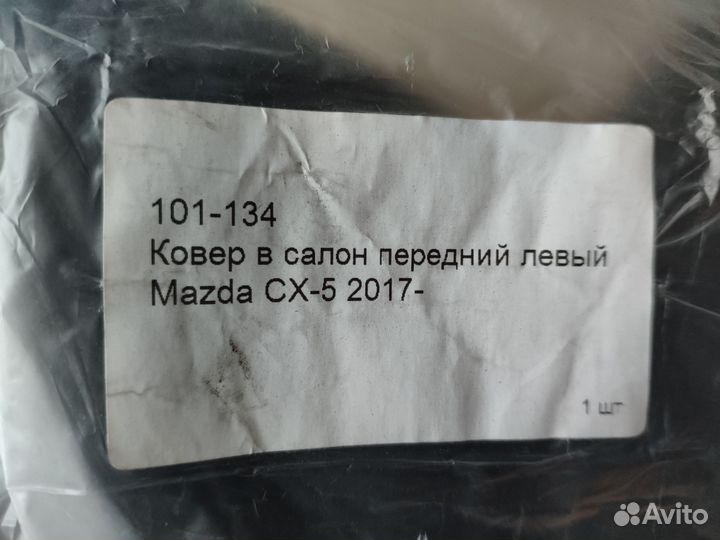 101-134
Ковер в салон передний левый
Mazda CX-5 2017-
1 шт
Avito